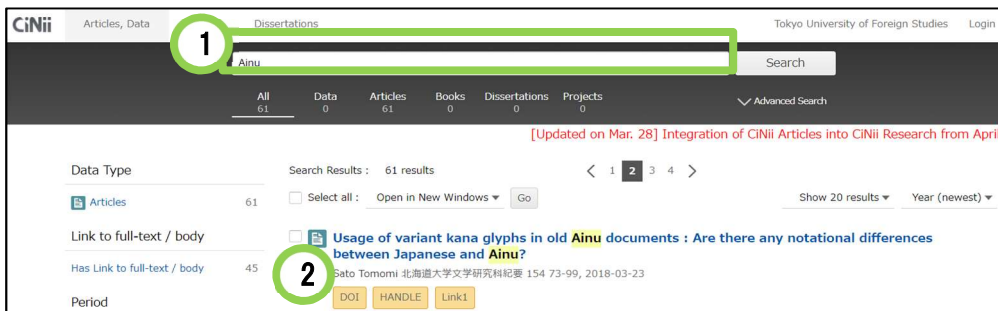 CiNii Articles, Data Dissertations Tokyo University of Foreign Studies Login
1
Ainu Search
All Data Articles Books Dissertations Projects
61 0 61 0 0 0
Advanced Search
[Updated on Mar. 28] Integration of CiNii Articles into CiNii Research from April
Data Type
Articles 61
Link to full-text / body
Has Link to full-text / body 45
Period
Search Results : 61 results
1 2 3 4
Select all : Open in New Windows Go Show 20 results Year (newest)
Usage of variant kana glyphs in old Ainu documents : Are there any notational differences
between Japanese and Ainu?
2
Sato Tomomi 北海道大学文学研究科紀要 154 73-99, 2018-03-23
DOI HANDLE Link1